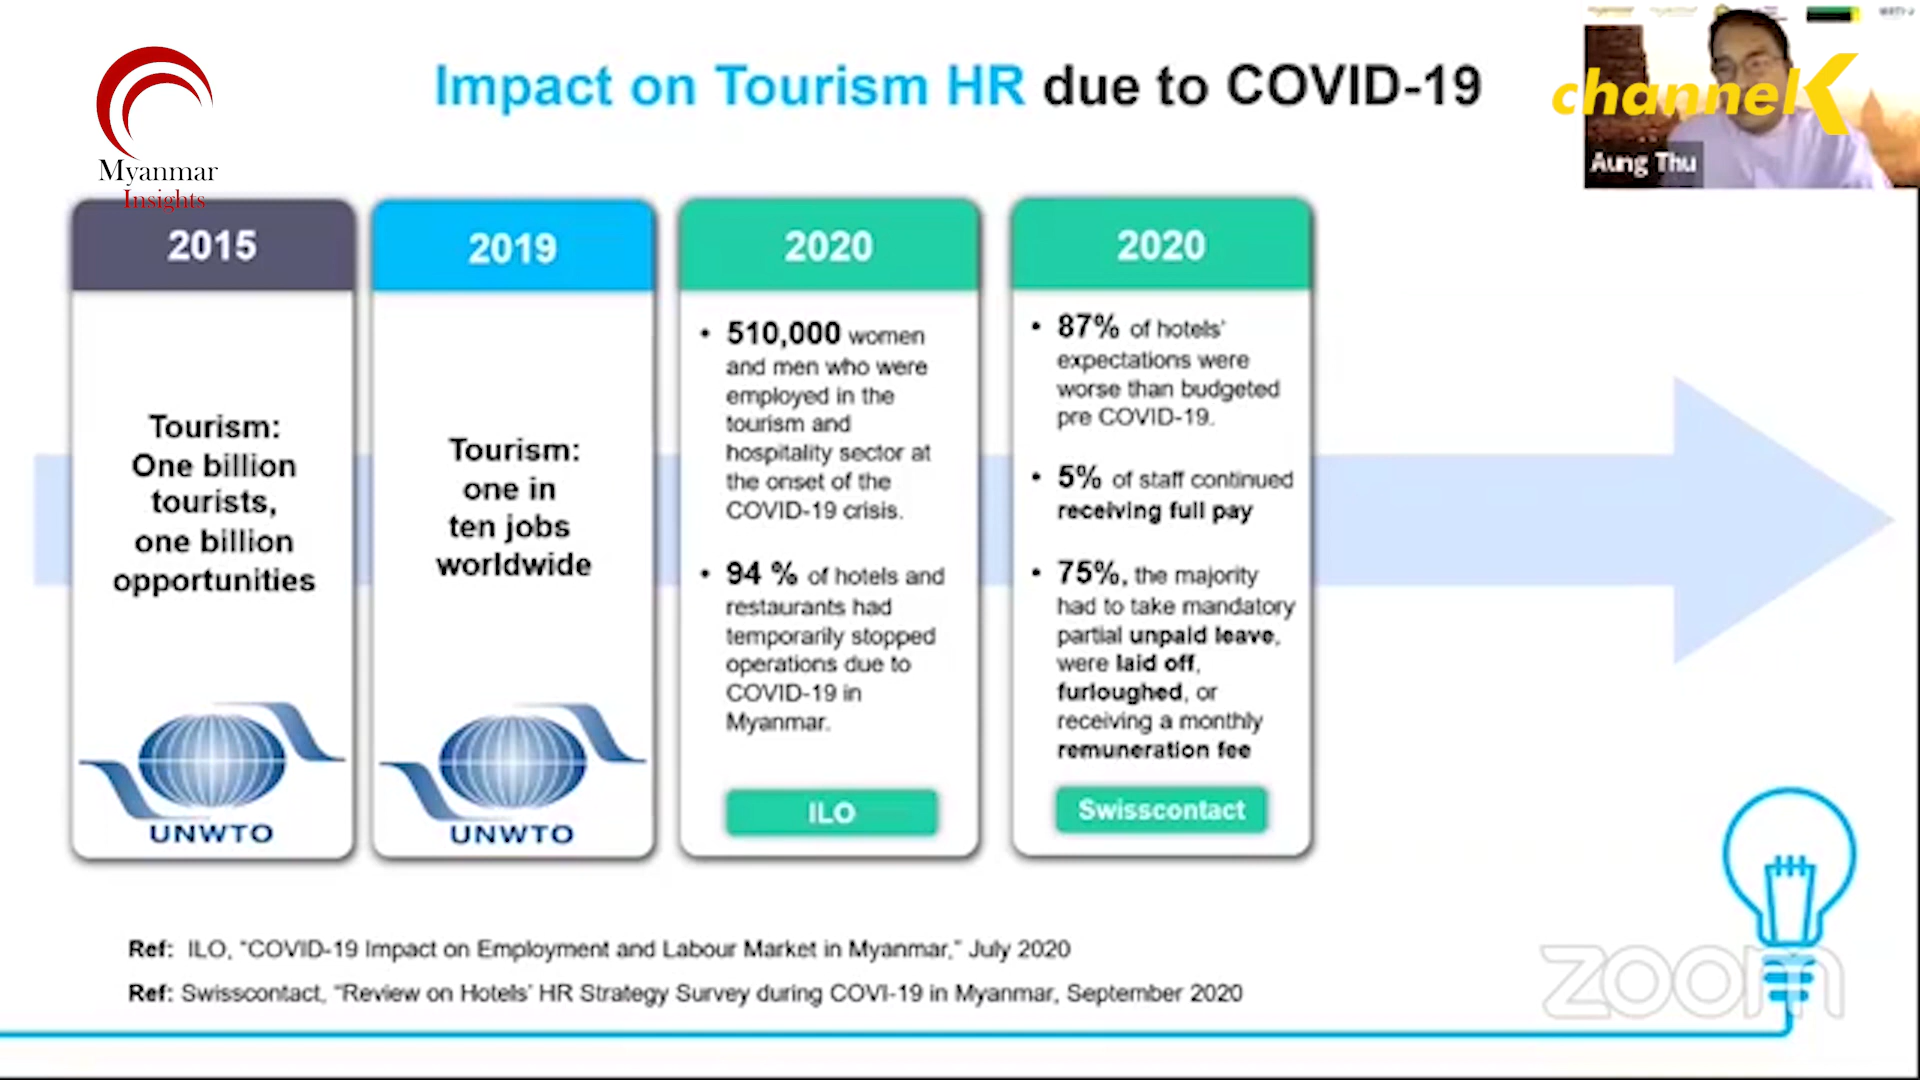 Myanmar
Insights
Impact on Tourism HR due to COVID-19
channelK
Aung Thu
2015
Tourism:
One billion
tourists,
one billion
opportunities
UNWTO
2019
Tourism:
one in
ten jobs
worldwide
UNWTO
2020
• 510,000 women
and men who were
employed in the
tourism and
hospitality sector at
the onset of the
COVID-19 crisis.
• 94 % of hotels and
restaurants had
temporarily stopped
operations due to
COVID-19 in
Myanmar.
ILO
2020
• 87% of hotels'
expectations were
worse than budgeted
pre COVID-19.
• 5% of staff continued
receiving full pay
• 75%, the majority
had to take mandatory
partial unpaid leave,
were laid off,
furloughed, or
receiving a monthly
remuneration fee
Swisscontact
Ref: ILO, "COVID-19 Impact on Employment and Labour Market in Myanmar," July 2020
Ref: Swisscontact, "Review on Hotels' HR Strategy Survey during COVI-19 in Myanmar, September 2020
zoom